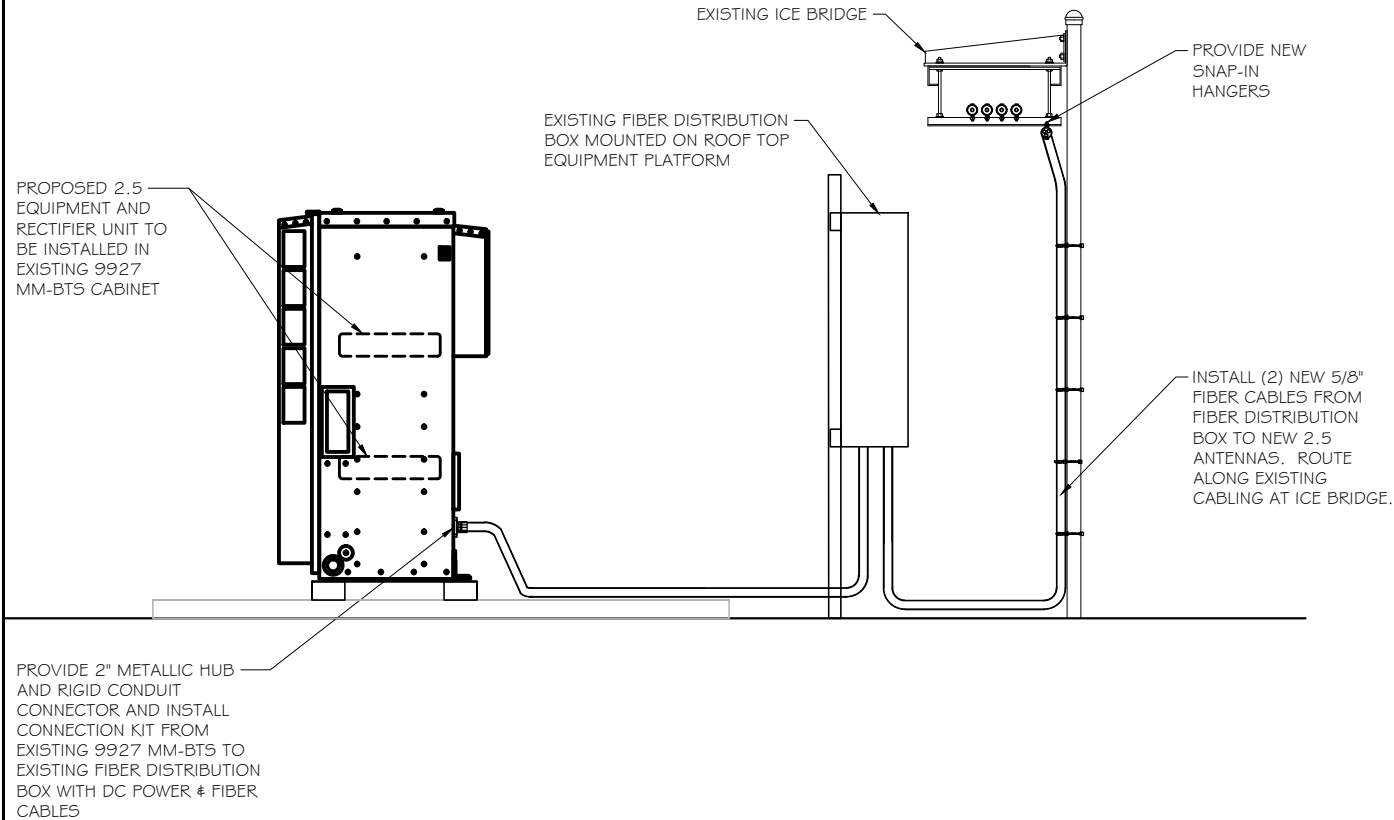 EXISTING ICE BRIDGE
PROVIDE NEW
SNAP-IN
HANGERS
EXISTING FIBER DISTRIBUTION
BOX MOUNTED ON ROOF TOP
EQUIPMENT PLATFORM
PROPOSED 2.5
EQUIPMENT AND
RECTIFIER UNIT TO
BE INSTALLED IN
EXISTING 9927
MM-BTS CABINET
INSTALL (2) NEW 5/8"
FIBER CABLES FROM
FIBER DISTRIBUTION
BOX TO NEW 2.5
ANTENNAS. ROUTE
ALONG EXISTING
CABLING AT ICE BRIDGE.
PROVIDE 2" METALLIC HUB
AND RIGID CONDUIT
CONNECTOR AND INSTALL
CONNECTION KIT FROM
EXISTING 9927 MM-BTS TO
EXISTING FIBER DISTRIBUTION
BOX WITH DC POWER & FIBER
CABLES